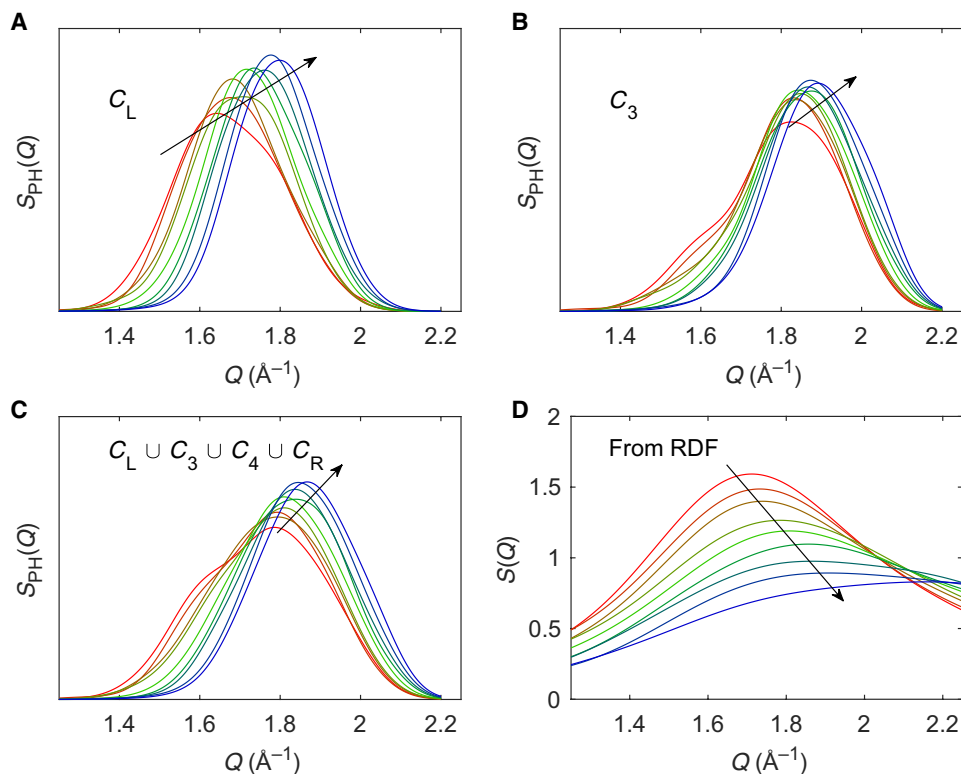 A
C_L
S_PH(Q)
1.4 1.6 1.8 2 2.2
Q (Å⁻¹)
B
C_3
S_PH(Q)
1.4 1.6 1.8 2 2.2
Q (Å⁻¹)
C
C_L ∪ C_3 ∪ C_4 ∪ C_R
S_PH(Q)
1.4 1.6 1.8 2 2.2
Q (Å⁻¹)
D
From RDF
S(Q)
2
1.5
1
0.5
0
1.4 1.6 1.8 2 2.2
Q (Å⁻¹)